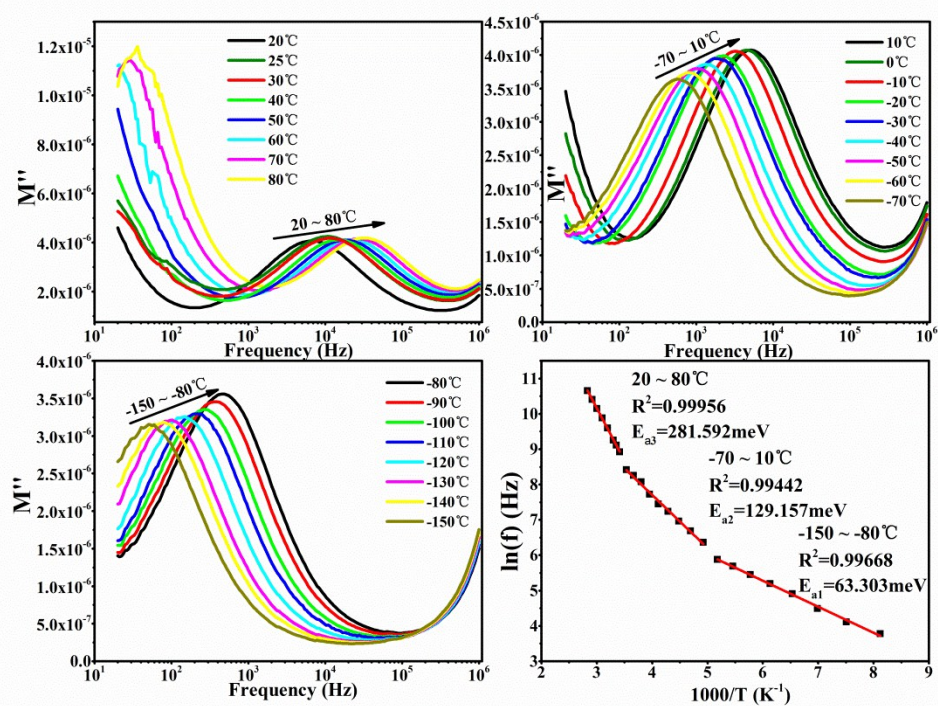 1.2x10⁻⁵
1.0x10⁻⁵
8.0x10⁻⁶
6.0x10⁻⁶
4.0x10⁻⁶
2.0x10⁻⁶
M''
20℃
25℃
30℃
40℃
50℃
60℃
70℃
80℃
20 ~ 80℃
10¹ 10² 10³ 10⁴ 10⁵ 10⁶
Frequency (Hz)
4.5x10⁻⁶
4.0x10⁻⁶
3.5x10⁻⁶
3.0x10⁻⁶
2.5x10⁻⁶
2.0x10⁻⁶
1.5x10⁻⁶
1.0x10⁻⁶
5.0x10⁻⁷
0.0
M''
-70 ~ 10℃
10℃
0℃
-10℃
-20℃
-30℃
-40℃
-50℃
-60℃
-70℃
10¹ 10² 10³ 10⁴ 10⁵ 10⁶
Frequency (Hz)
4.0x10⁻⁶
3.5x10⁻⁶
3.0x10⁻⁶
2.5x10⁻⁶
2.0x10⁻⁶
1.5x10⁻⁶
1.0x10⁻⁶
5.0x10⁻⁷
0.0
M''
-150 ~ -80℃
-80℃
-90℃
-100℃
-110℃
-120℃
-130℃
-140℃
-150℃
10¹ 10² 10³ 10⁴ 10⁵ 10⁶
Frequency (Hz)
11
10
9
8
7
6
5
4
3
ln(f) (Hz)
20 ~ 80℃
R²=0.99956
Eₐ₃=281.592meV
-70 ~ 10℃
R²=0.99442
Eₐ₂=129.157meV
-150 ~ -80℃
R²=0.99668
Eₐ₁=63.303meV
2 3 4 5 6 7 8 9
1000/T (K⁻¹)